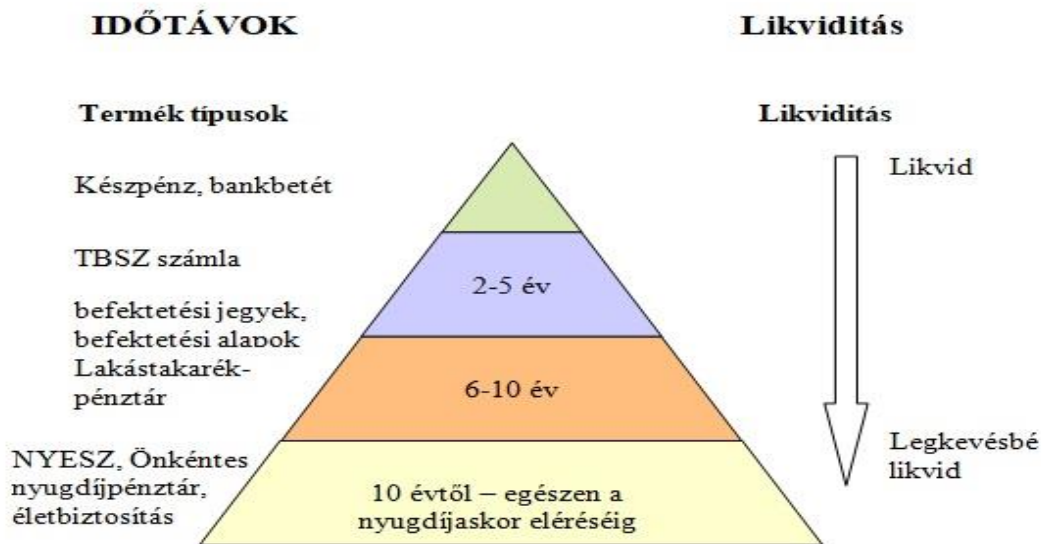 IDŐTÁVOK
Likviditás
Termék típusok
Likviditás
Készpénz, bankbetét
Likvid
TBSZ számla
2-5 év
befektetési jegyek,
befektetési alapok
Lakástakarék-
pénztár
6-10 év
NYESZ, Önkéntes
nyugdíjpénztár,
életbiztosítás
10 évtől – egészen a
nyugdíjaskor eléréséig
Legkevésbé
likvid